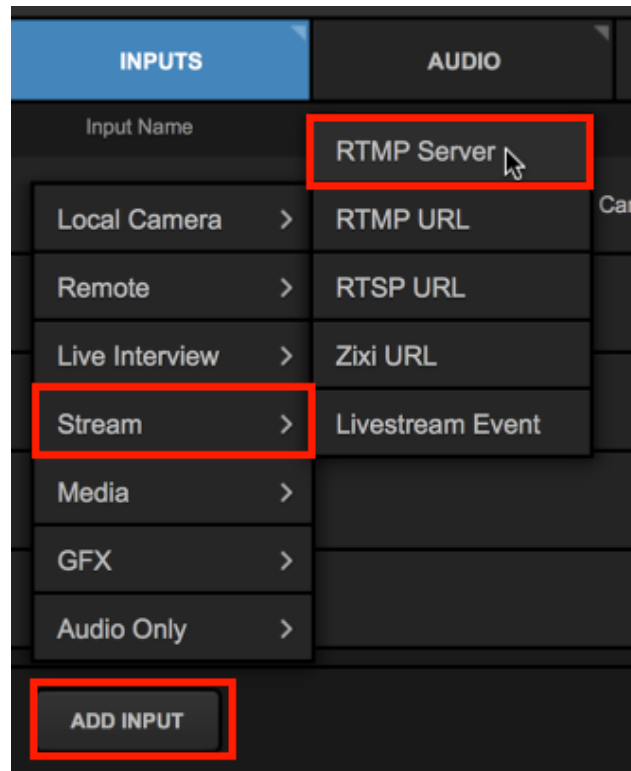 INPUTS
AUDIO
Input Name
RTMP Server
Local Camera
RTMP URL
Remote
RTSP URL
Live Interview
Zixi URL
Stream
Livestream Event
Media
GFX
Audio Only
ADD INPUT